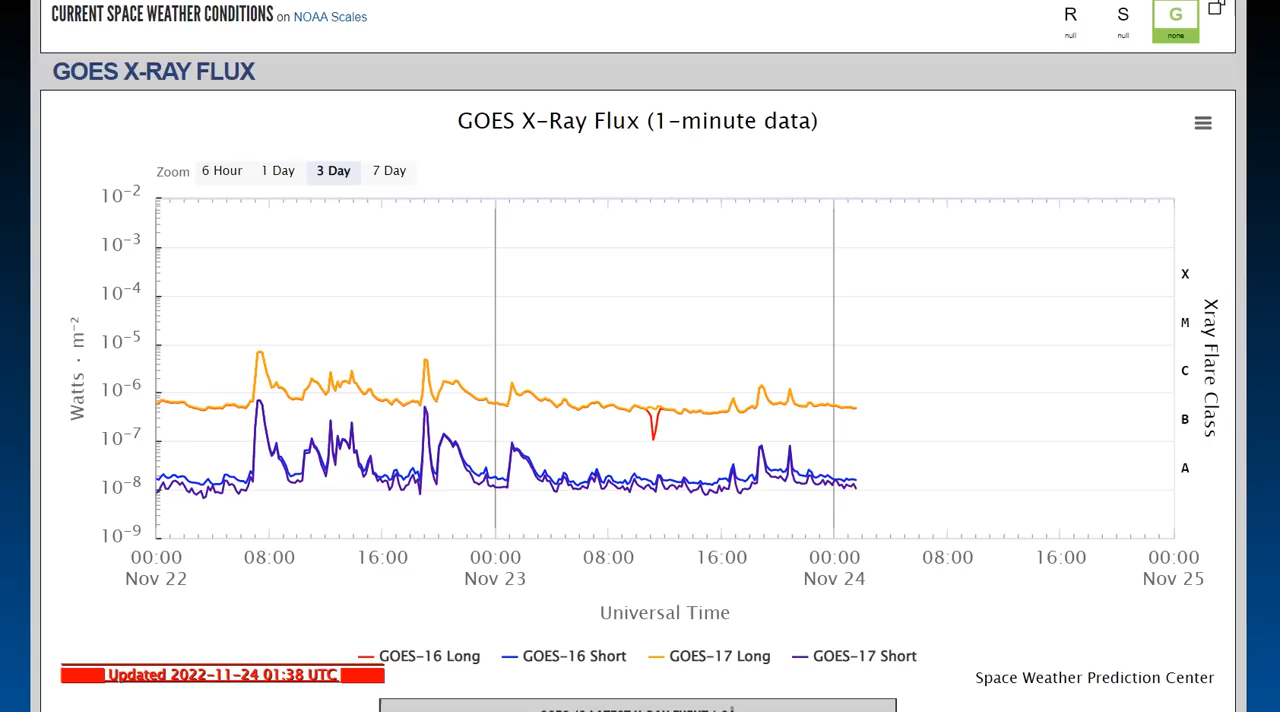 CURRENT SPACE WEATHER CONDITIONS on NOAA Scales
R S G
null null none
GOES X-RAY FLUX
GOES X-Ray Flux (1-minute data)
Zoom 6 Hour 1 Day 3 Day 7 Day
10⁻²
10⁻³
10⁻⁴
10⁻⁵
10⁻⁶
10⁻⁷
10⁻⁸
10⁻⁹
Watts · m⁻²
X
M
C
B
A
Xray Flare Class
00:00 08:00 16:00 00:00 08:00 16:00 00:00 08:00 16:00 00:00
Nov 22 Nov 23 Nov 24 Nov 25
Universal Time
GOES-16 Long GOES-16 Short GOES-17 Long GOES-17 Short
Updated 2022-11-24 01:38 UTC
Space Weather Prediction Center